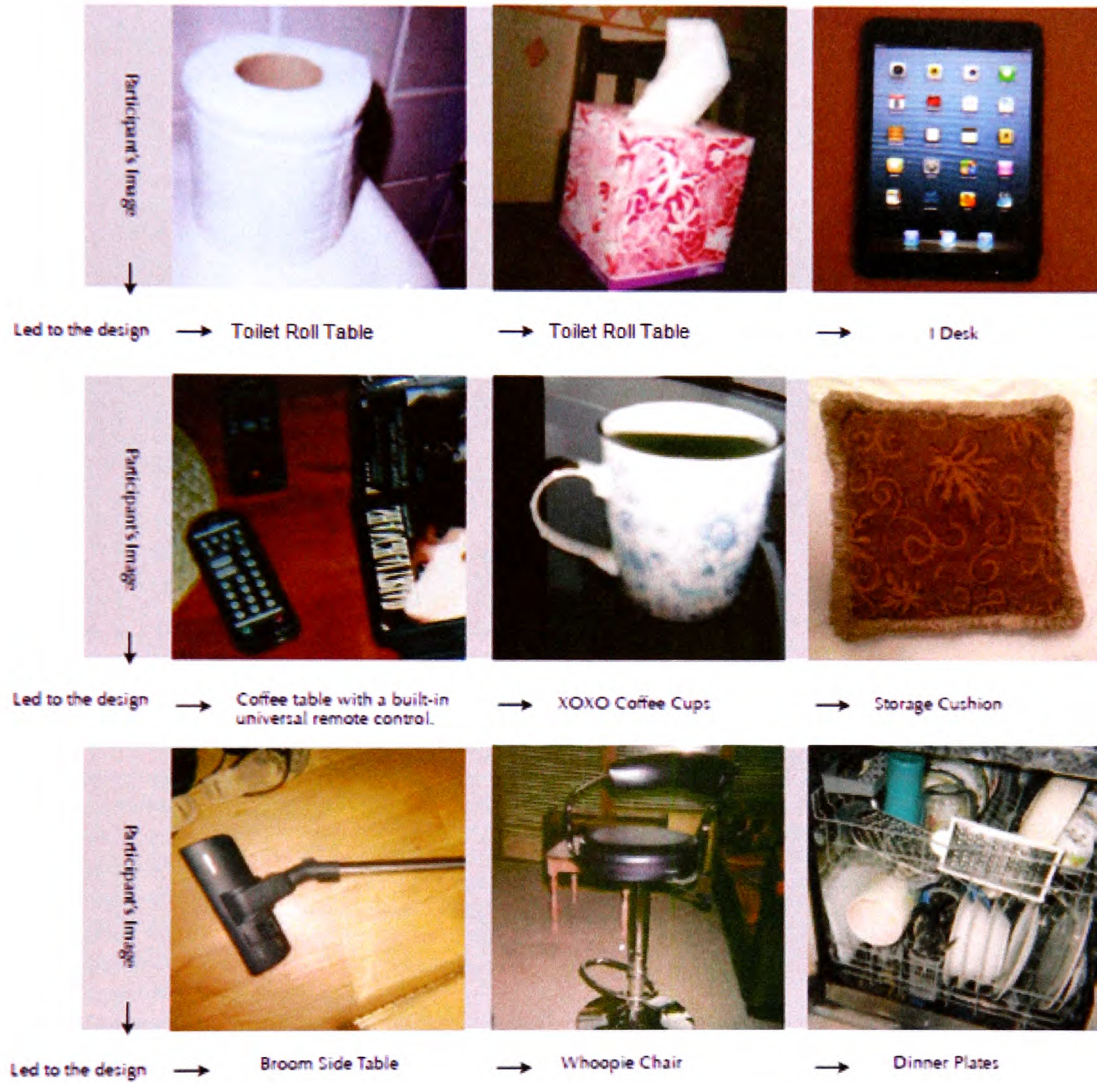 Participant's Image
Led to the design → Toilet Roll Table → Toilet Roll Table → I Desk
Participant's Image
Led to the design → Coffee table with a built-in
universal remote control. → XOXO Coffee Cups → Storage Cushion
Participant's Image
Led to the design → Broom Side Table → Whoopie Chair → Dinner Plates